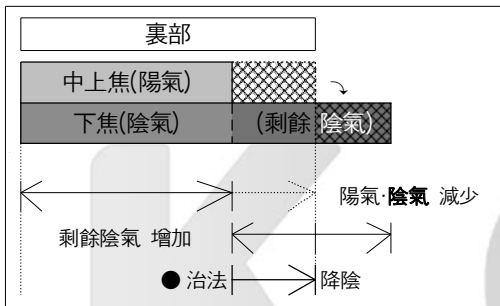 裏部
中上焦(陽氣)
下焦(陰氣) (剩餘 陰氣)
陽氣·陰氣 減少
剩餘陰氣 增加
● 治法 降陰